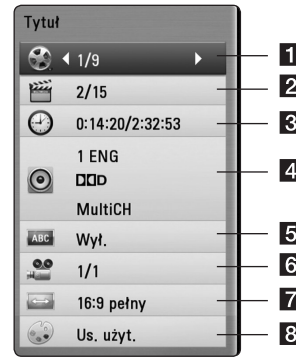 Tytuł
1/9 1
2/15 2
0:14:20/2:32:53 3
1 ENG
DD D 4
MultiCH
ABC Wył. 5
1/1 6
16:9 pełny 7
Us. użyt. 8